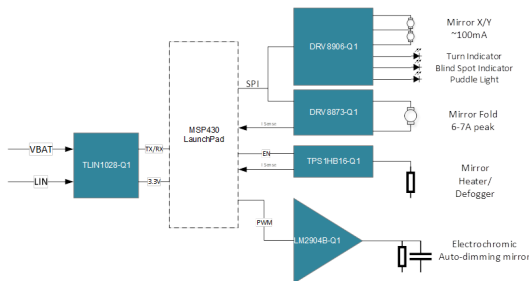 VBAT
LIN
TLIN1028-Q1
TX/RX
3.3V
MSP430
LaunchPad
SPI
DRV8906-Q1
Mirror X/Y
~100mA
Turn Indicator
Blind Spot Indicator
Puddle Light
DRV8873-Q1
Mirror Fold
6-7A peak
EN
TPS1HB16-Q1
Mirror
Heater/
Defogger
PWM
LM2904B-Q1
Electrochromic
Auto-dimming mirror